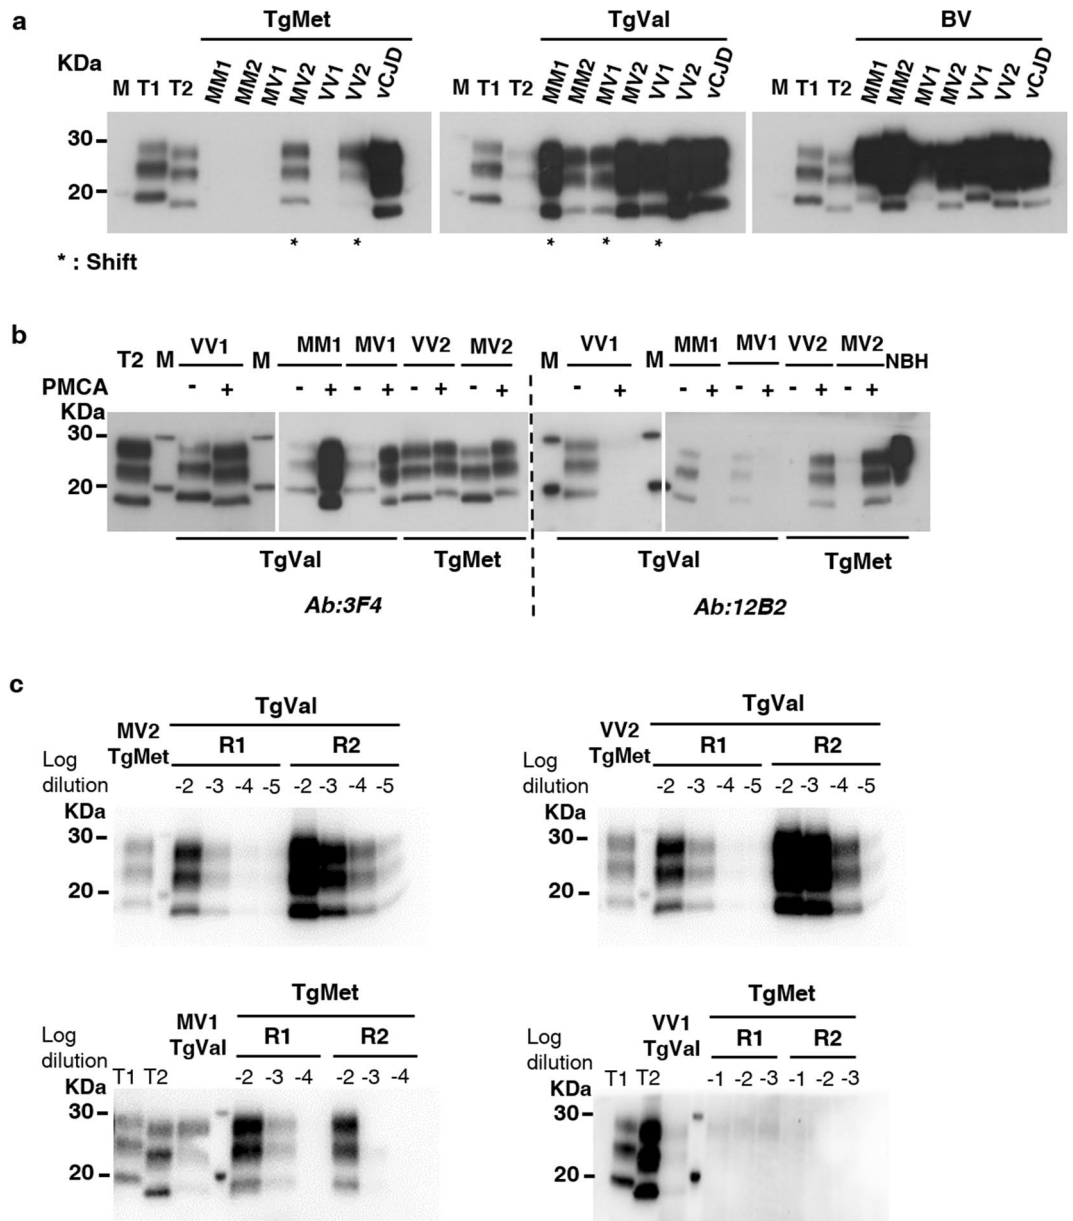 a
TgMet TgVal BV
KDa M T1 T2 MM1 MM2 MV1 MV2 VV1 VV2 vCJD M T1 T2 MM1 MM2 MV1 MV2 VV1 VV2 vCJD M T1 T2 MM1 MM2 MV1 MV2 VV1 VV2 vCJD
30
20
* * * * *
* : Shift
b
T2 M VV1 M MM1 MV1 VV2 MV2 M VV1 M MM1 MV1 VV2 MV2 NBH
PMCA - + - + - + - + - + - + - + - + - + - +
KDa
30
20
TgVal TgMet TgVal TgMet
Ab:3F4 Ab:12B2
c
TgVal
MV2
TgMet R1 R2
Log
dilution -2 -3 -4 -5 -2 -3 -4 -5
KDa
30
20
TgVal
VV2
TgMet R1 R2
Log
dilution -2 -3 -4 -5 -2 -3 -4 -5
KDa
30
20
TgMet
MV1
TgVal R1 R2
Log
dilution
T1 T2 -2 -3 -4 -2 -3 -4
KDa
30
20
TgMet
VV1
TgVal R1 R2
Log
dilution
T1 T2 -1 -2 -3 -1 -2 -3
KDa
30
20